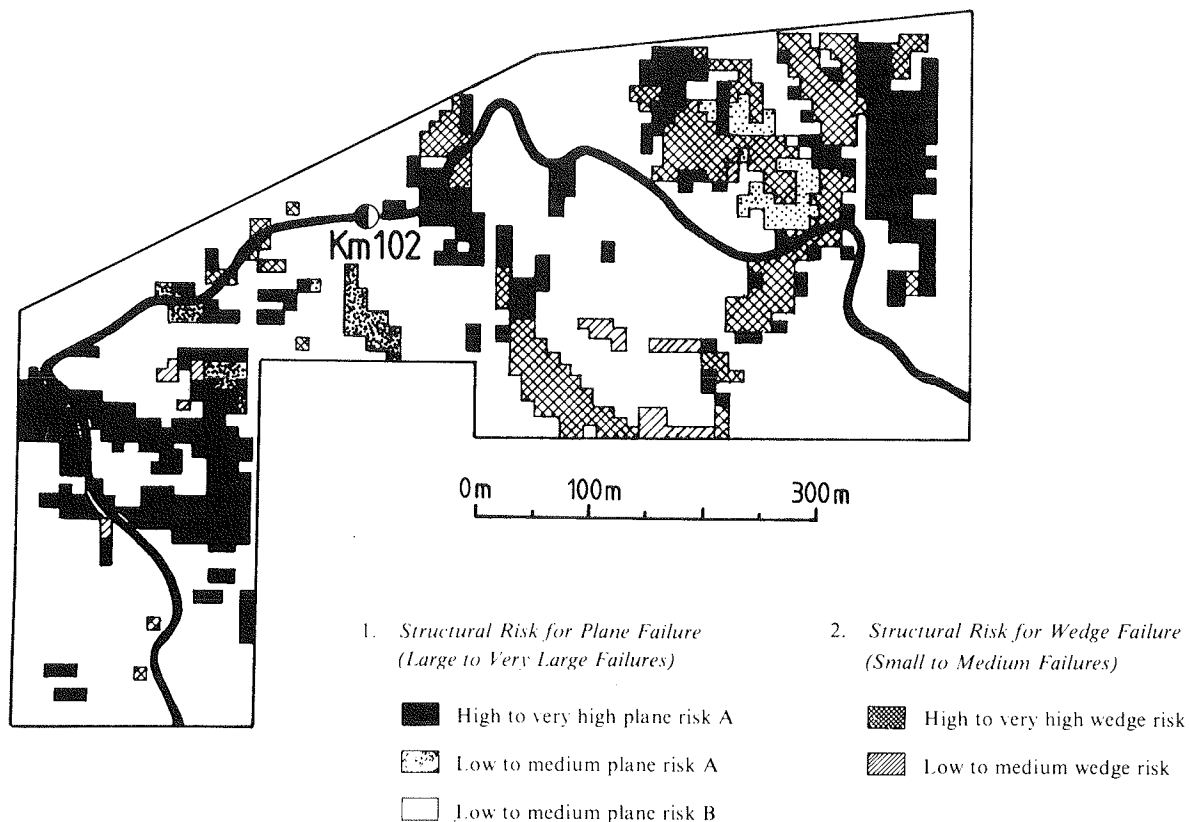 Km 102
0m 100m 300m
1. Structural Risk for Plane Failure
(Large to Very Large Failures)
High to very high plane risk A
Low to medium plane risk A
Low to medium plane risk B
2. Structural Risk for Wedge Failure
(Small to Medium Failures)
High to very high wedge risk
Low to medium wedge risk